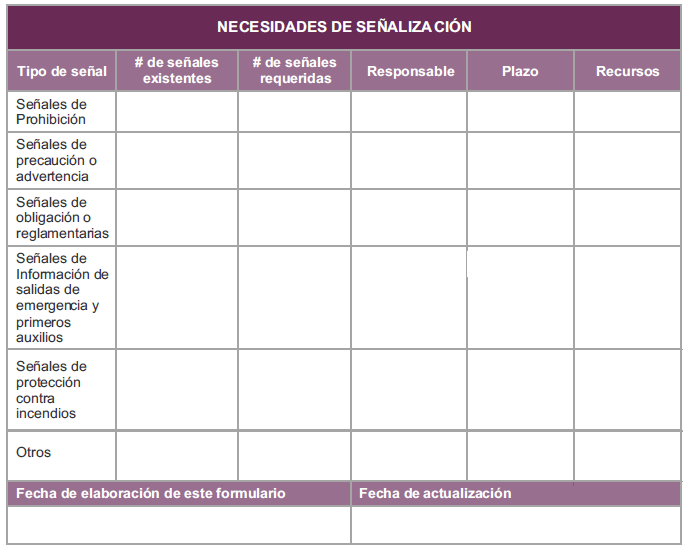 NECESIDADES DE SEÑALIZACIÓN
Tipo de señal
# de señales
existentes
# de señales
requeridas
Responsable
Plazo
Recursos
Señales de
Prohibición
Señales de
precaución o
advertencia
Señales de
obligación o
reglamentarias
Señales de
Información de
salidas de
emergencia y
primeros
auxilios
Señales de
protección
contra
incendios
Otros
Fecha de elaboración de este formulario
Fecha de actualización